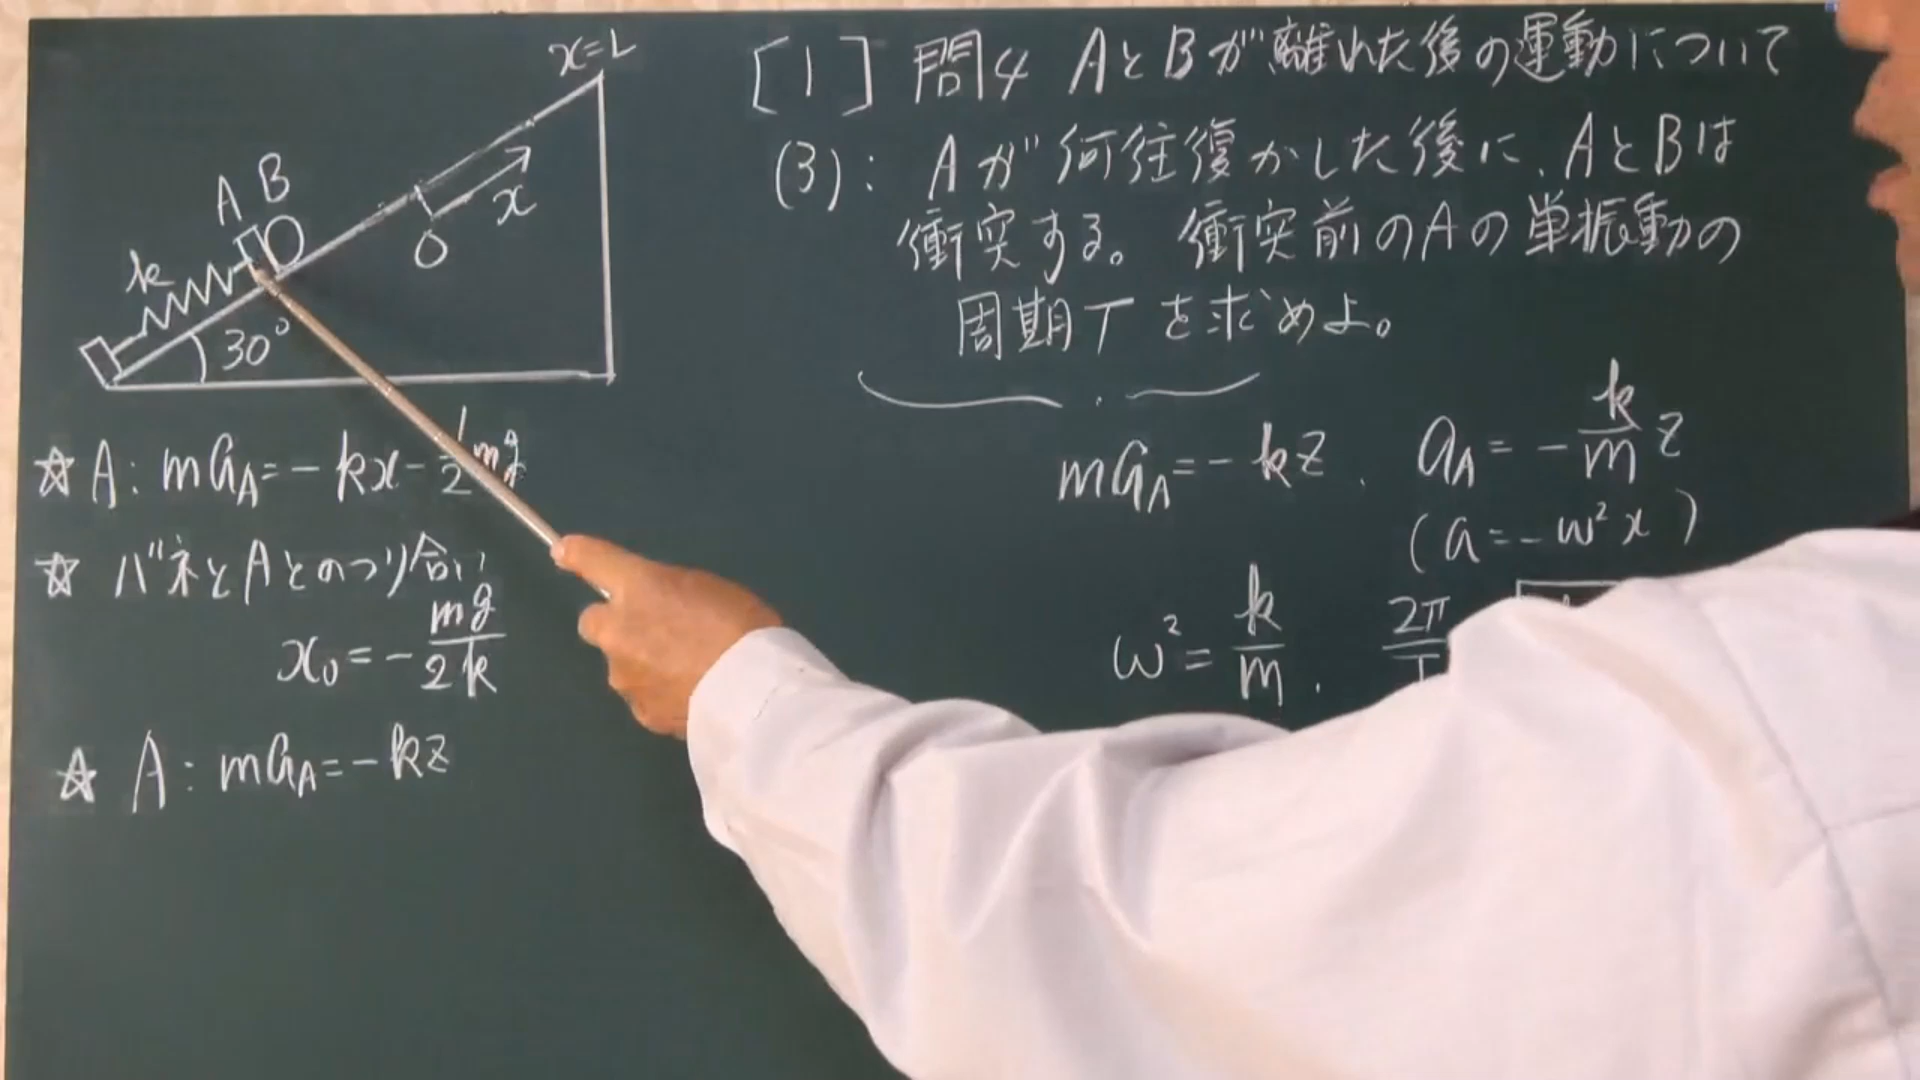 x=L
A B
k
30°
O
x
☆ A: maA=-kx-1/2mg
☆ バネとAとのつり合い
x₀=-mg/2k
☆ A: maA=-kz
[1] 問4 AとBが離れた後の運動について
(3): Aが何往復かした後に、AとBは
衝突する。衝突前のAの単振動の
周期Tを求めよ。
maA=-kz. aA=-k/m z
(a=-ω²x)
ω²=k/m. 2π/T